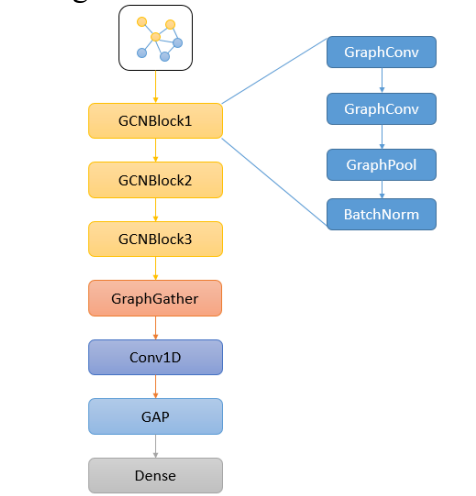 GCNBlock1
GCNBlock2
GCNBlock3
GraphGather
Conv1D
GAP
Dense
GraphConv
GraphConv
GraphPool
BatchNorm